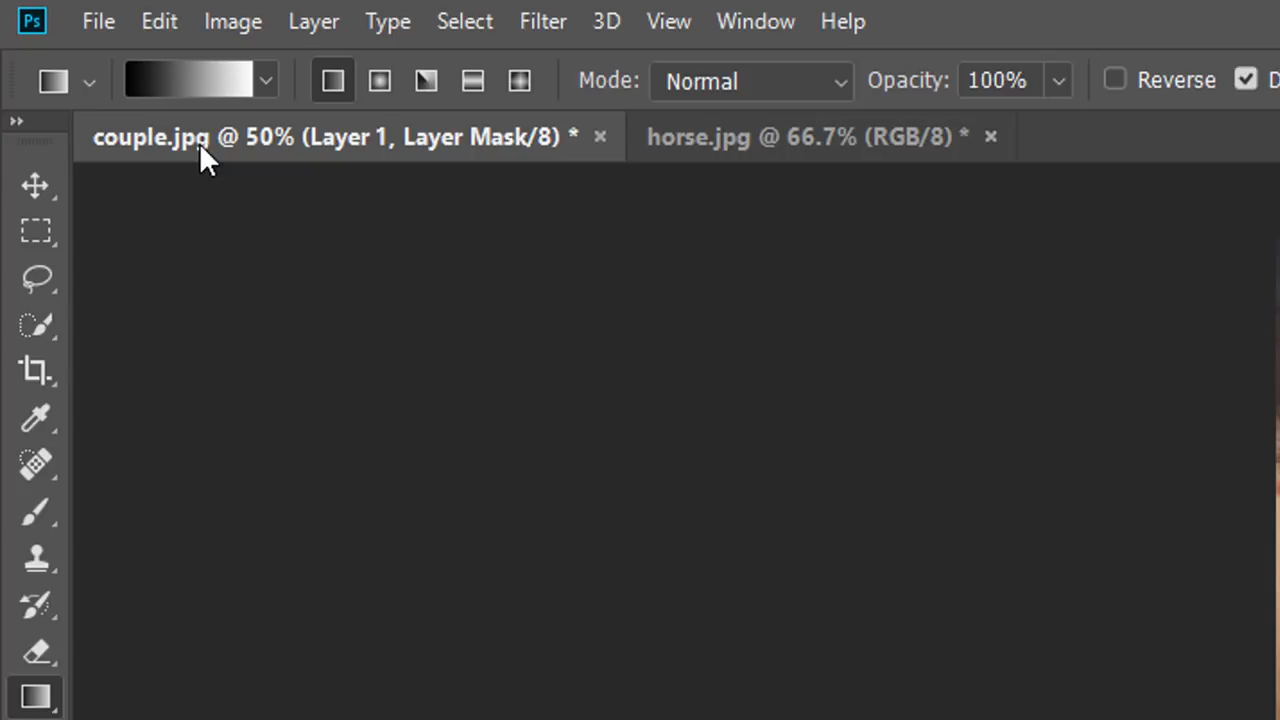 Ps File Edit Image Layer Type Select Filter 3D View Window Help
Mode: Normal Opacity: 100% Reverse D
couple.jpg @ 50% (Layer 1, Layer Mask/8) * × horse.jpg @ 66.7% (RGB/8) * ×